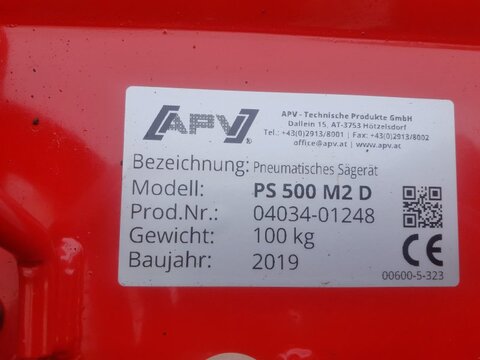 APV
APV - Technische Produkte GmbH
Dallein 15, AT-3753 Hötzelsdorf
Tel.: +43(0)2913/8001 | Fax: +43(0)2913/8002
office@apv.at | www.apv.at
Bezeichnung: Pneumatisches Sägerät
Modell: PS 500 M2 D
Prod.Nr.: 04034-01248
Gewicht: 100 kg
Baujahr: 2019
CE
00600-5-323